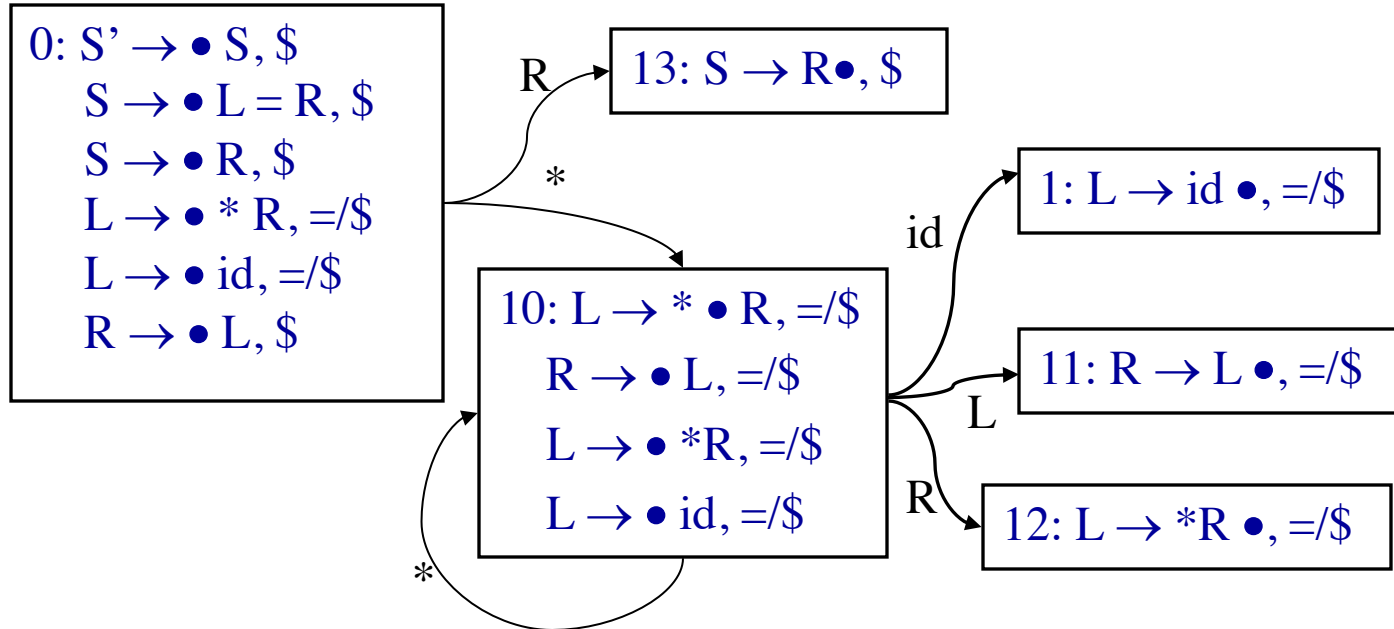 0: S’ → • S, $
S → • L = R, $
S → • R, $
L → • * R, =/$
L → • id, =/$
R → • L, $
R
13: S → R•, $
*
10: L → * • R, =/$
R → • L, =/$
L → • *R, =/$
L → • id, =/$
*
id
1: L → id •, =/$
L
11: R → L •, =/$
R
12: L → *R •, =/$